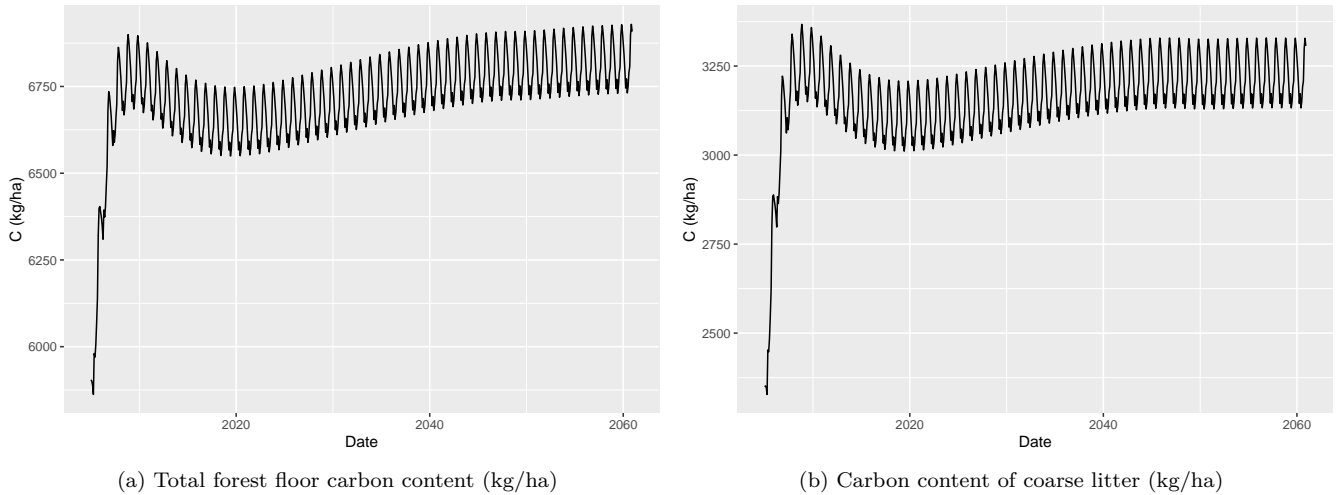 6750
6500
6250
6000
C (kg/ha)
2020
2040
2060
Date
(a) Total forest floor carbon content (kg/ha)
3250
3000
2750
2500
C (kg/ha)
2020
2040
2060
Date
(b) Carbon content of coarse litter (kg/ha)